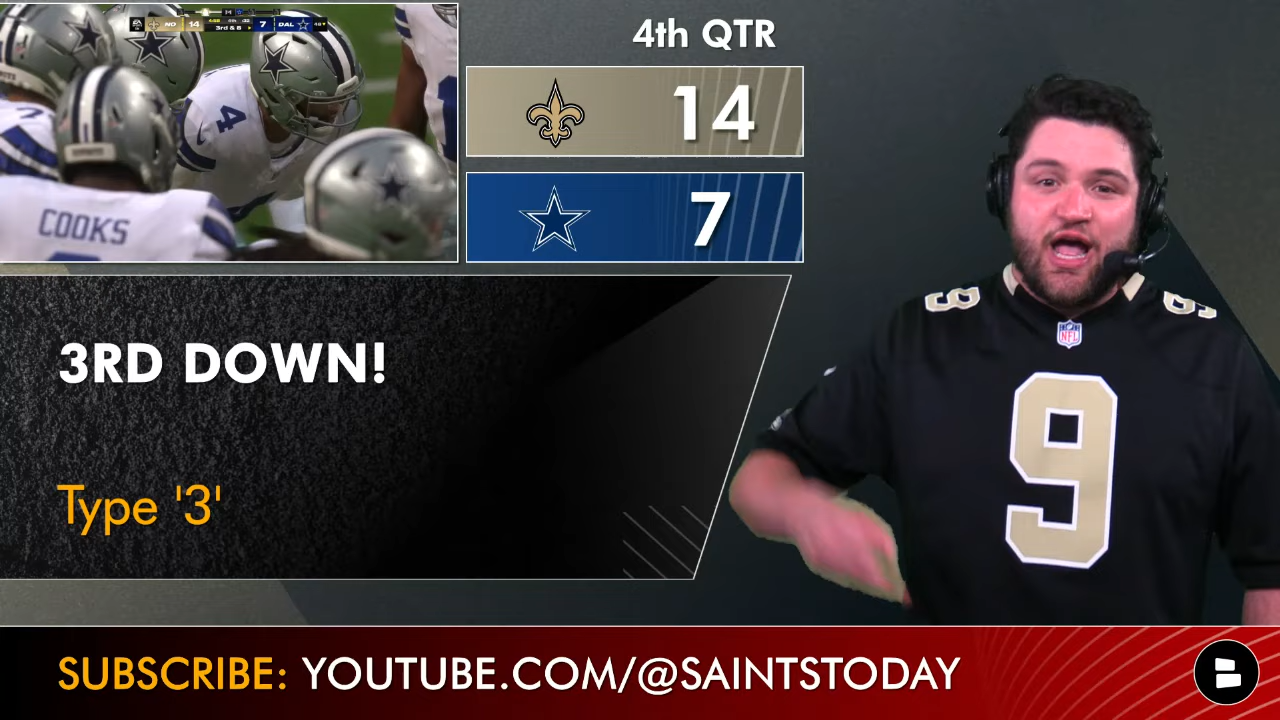 NO 14
7 DAL
3rd & 8
4
COOKS
4th QTR
14
7
3RD DOWN!
Type '3'
9
9
NFL
9
SUBSCRIBE: YOUTUBE.COM/@SAINTSTODAY